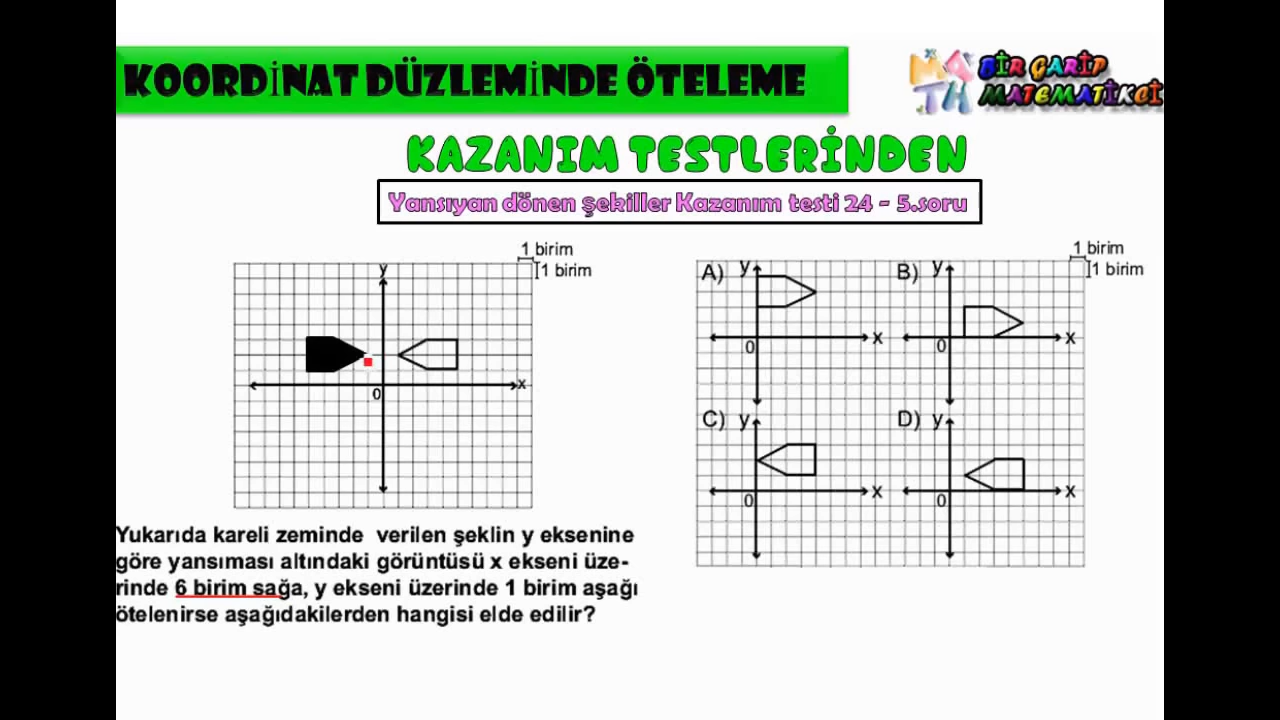 KOORDİNAT DÜZLEMİNDE ÖTELEME
MATH
BİR GARİP
MATEMATİKCİ
KAZANIM TESTLERİNDEN
Yansıyan dönen şekiller Kazanım testi 24 - 5.soru
1 birim
1 birim
y
x
0
Yukarıda kareli zeminde verilen şeklin y eksenine
göre yansıması altındaki görüntüsü x ekseni üze-
rinde 6 birim sağa, y ekseni üzerinde 1 birim aşağı
ötelenirse aşağıdakilerden hangisi elde edilir?
1 birim
1 birim
A) y
x
0
B) y
x
0
C) y
x
0
D) y
x
0